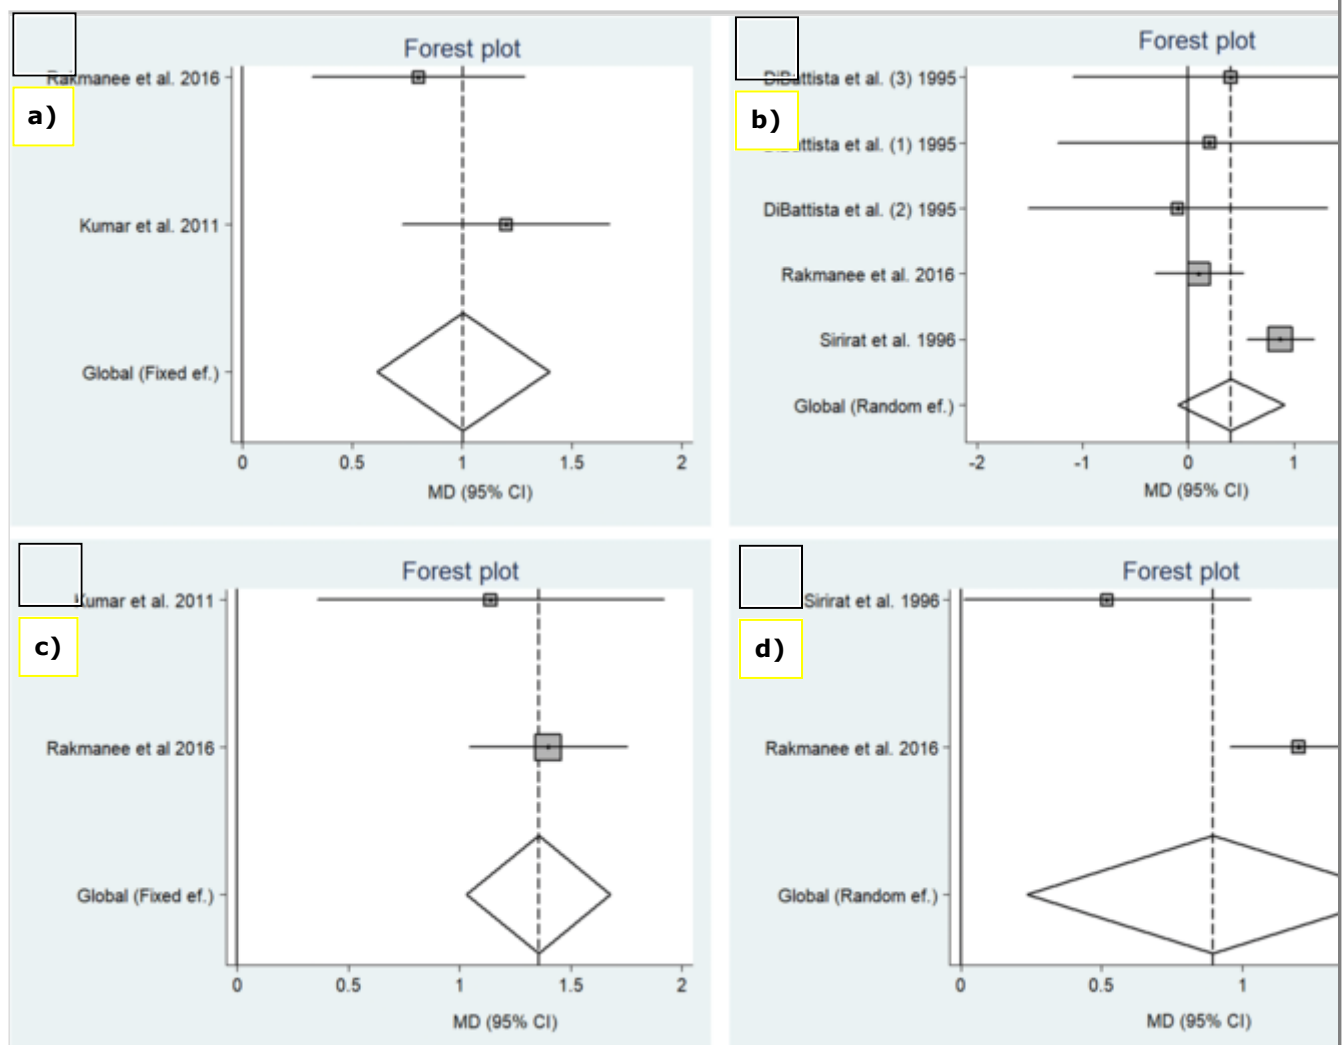 Forest plot
a)
Rakmanee et al. 2016
Kumar et al. 2011
Global (Fixed ef.)
0 0.5 1 1.5 2
MD (95% CI)
Forest plot
b)
DiBattista et al. (3) 1995
DiBattista et al. (1) 1995
DiBattista et al. (2) 1995
Rakmanee et al. 2016
Sirirat et al. 1996
Global (Random ef.)
-2 -1 0 1
MD (95% CI)
Forest plot
c)
Kumar et al. 2011
Rakmanee et al 2016
Global (Fixed ef.)
0 0.5 1 1.5 2
MD (95% CI)
Forest plot
d)
Sirirat et al. 1996
Rakmanee et al. 2016
Global (Random ef.)
0 0.5 1
MD (95% CI)